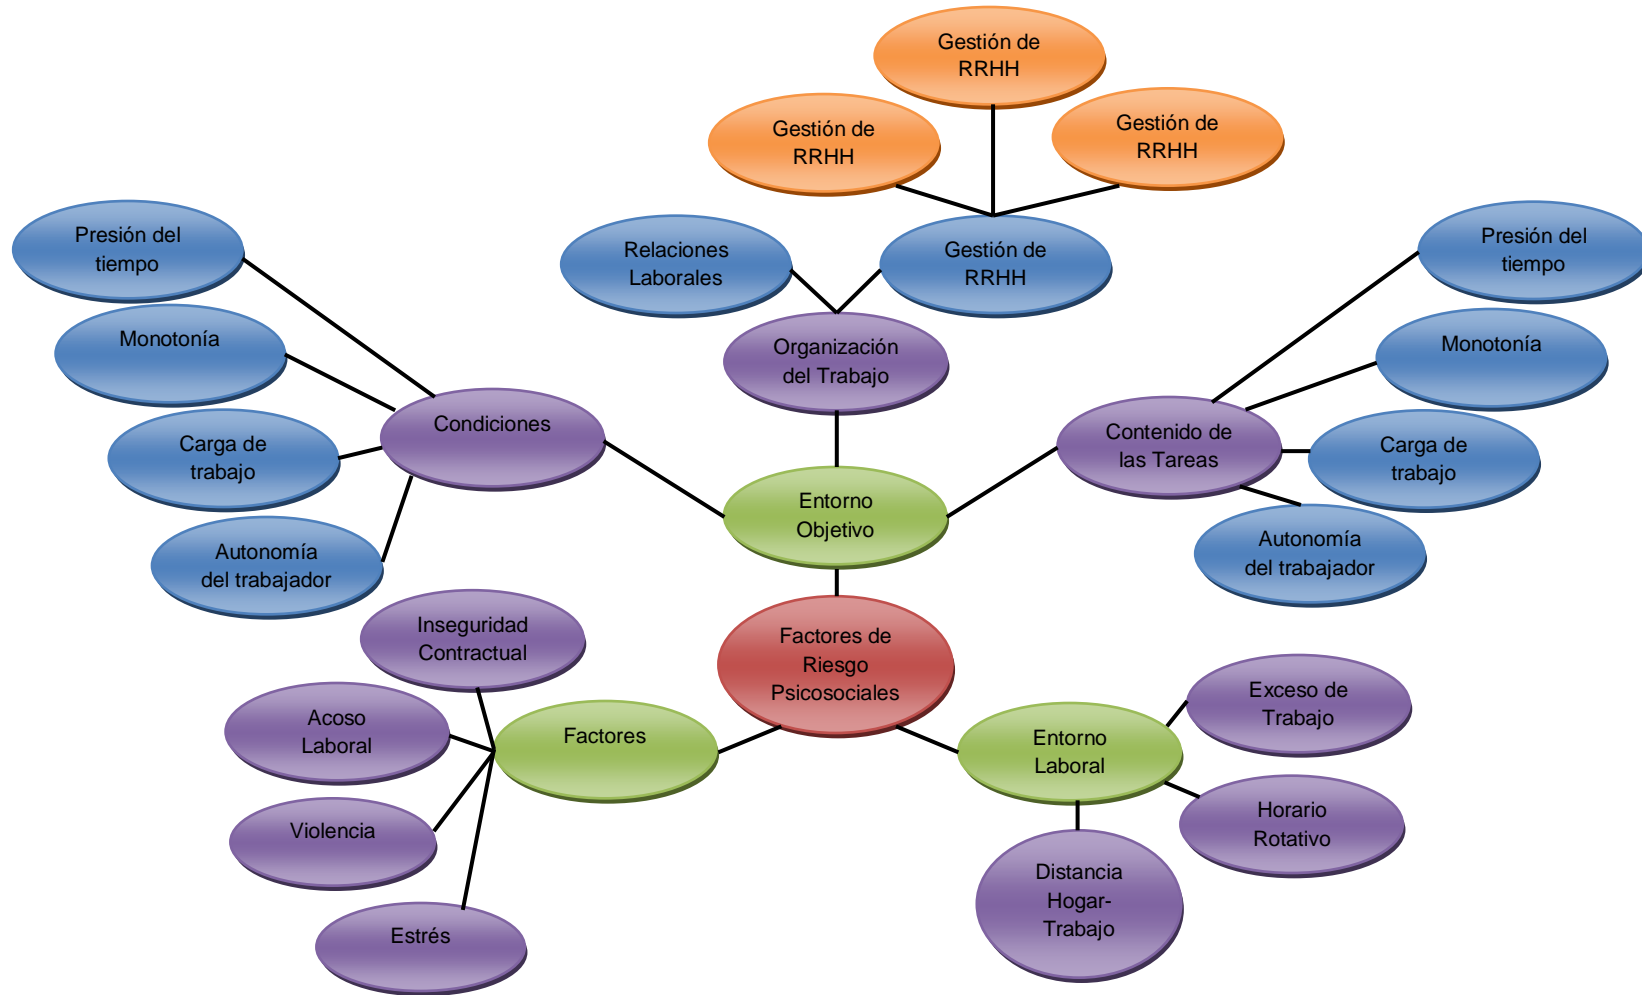 Gestión de
RRHH
Gestión de
RRHH
Gestión de
RRHH
Presión del
tiempo
Relaciones
Laborales
Gestión de
RRHH
Presión del
tiempo
Monotonía
Organización
del Trabajo
Monotonía
Condiciones
Contenido de
las Tareas
Carga de
trabajo
Carga de
trabajo
Entorno
Objetivo
Autonomía
del trabajador
Autonomía
del trabajador
Inseguridad
Contractual
Factores de
Riesgo
Psicosociales
Exceso de
Trabajo
Acoso
Laboral
Factores
Entorno
Laboral
Violencia
Horario
Rotativo
Distancia
Hogar-
Trabajo
Estrés